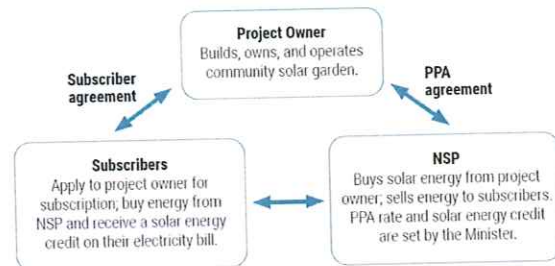 Project Owner
Builds, owns, and operates
community solar garden.
Subscriber
agreement
PPA
agreement
Subscribers
Apply to project owner for
subscription; buy energy from
NSP and receive a solar energy
credit on their electricity bill.
NSP
Buys solar energy from project
owner; sells energy to subscribers.
PPA rate and solar energy credit
are set by the Minister.